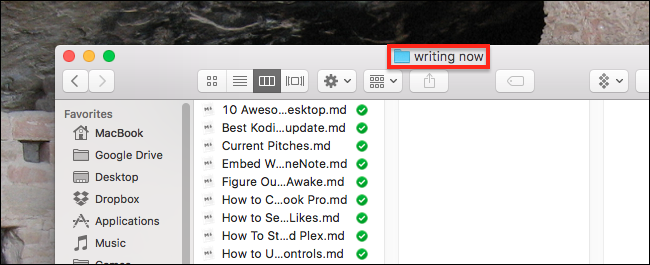 writing now
Favorites
MacBook
Google Drive
Desktop
Dropbox
Applications
Music
10 Aweso...esktop.md
Best Kodi...update.md
Current Pitches.md
Embed W...neNote.md
Figure Ou...Awake.md
How to C...ook Pro.md
How to Se...Likes.md
How To St...d Plex.md
How to U...ontrols.md